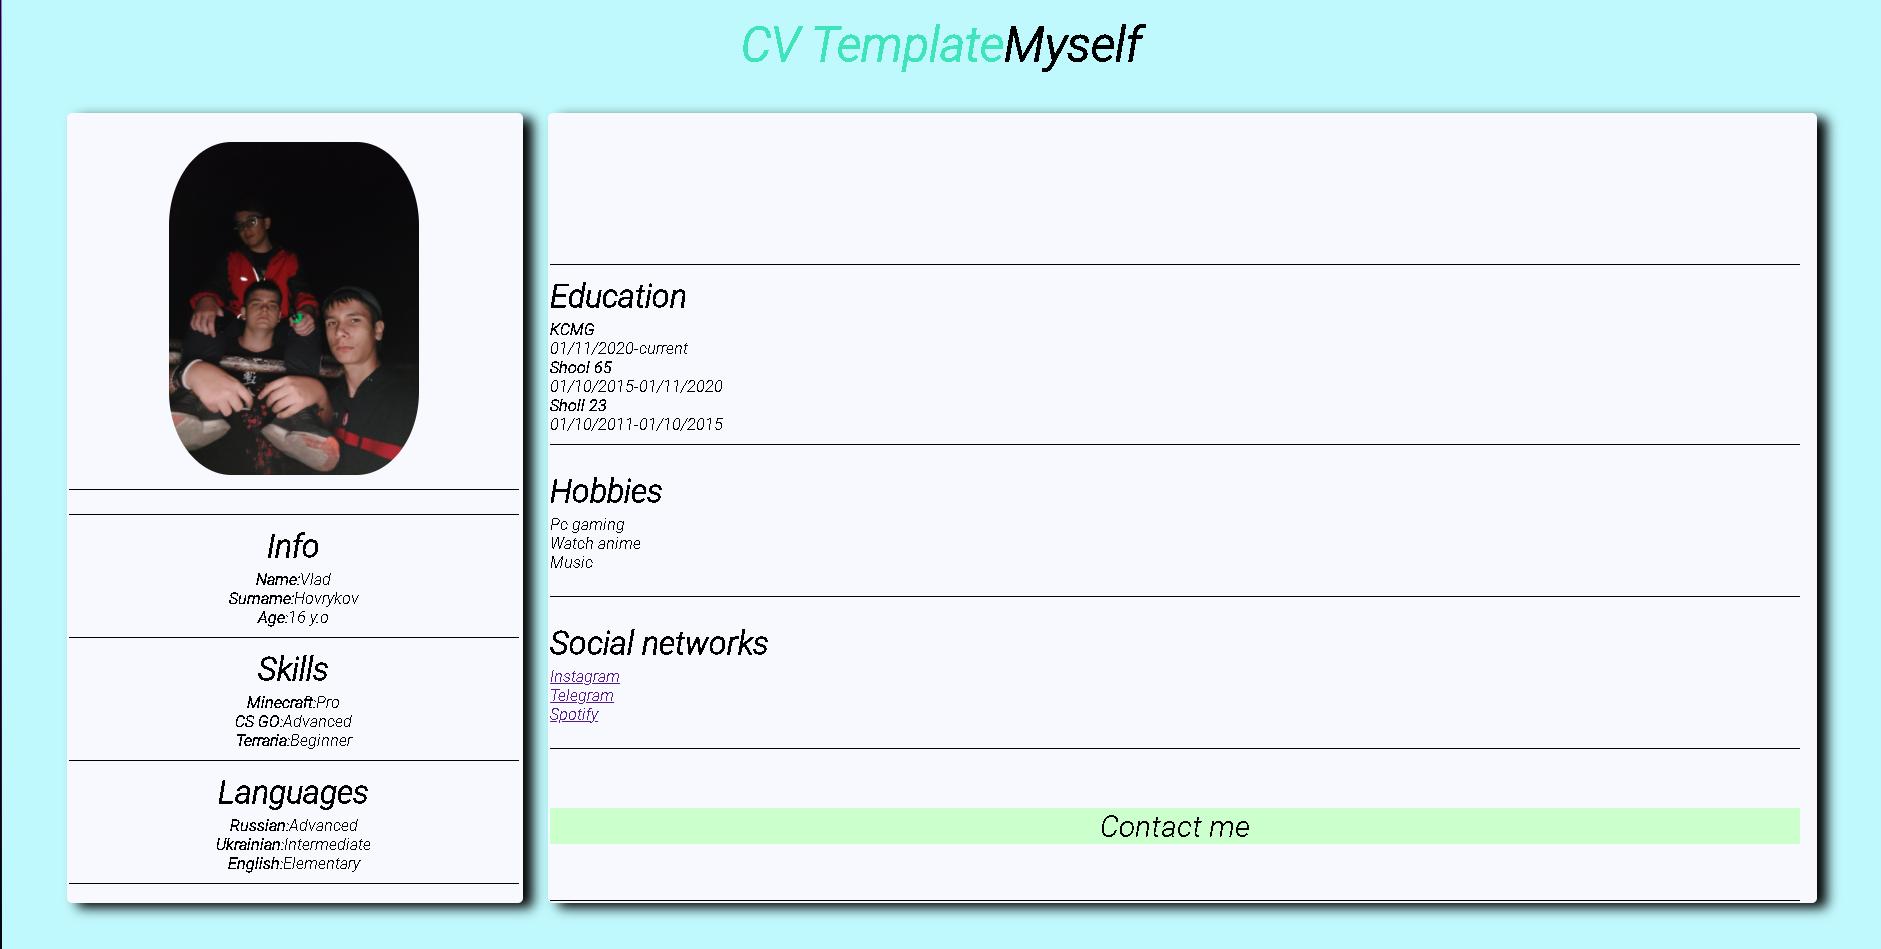 CV TemplateMyself
Info
Name:Vlad
Surname:Hovrykov
Age:16 y.o
Skills
Minecraft:Pro
CS GO:Advanced
Terraria:Beginner
Languages
Russian:Advanced
Ukrainian:Intermediate
English:Elementary
Education
KCMG
01/11/2020-current
Shool 65
01/10/2015-01/11/2020
Sholl 23
01/10/2011-01/10/2015
Hobbies
Pc gaming
Watch anime
Music
Social networks
Instagram
Telegram
Spotify
Contact me